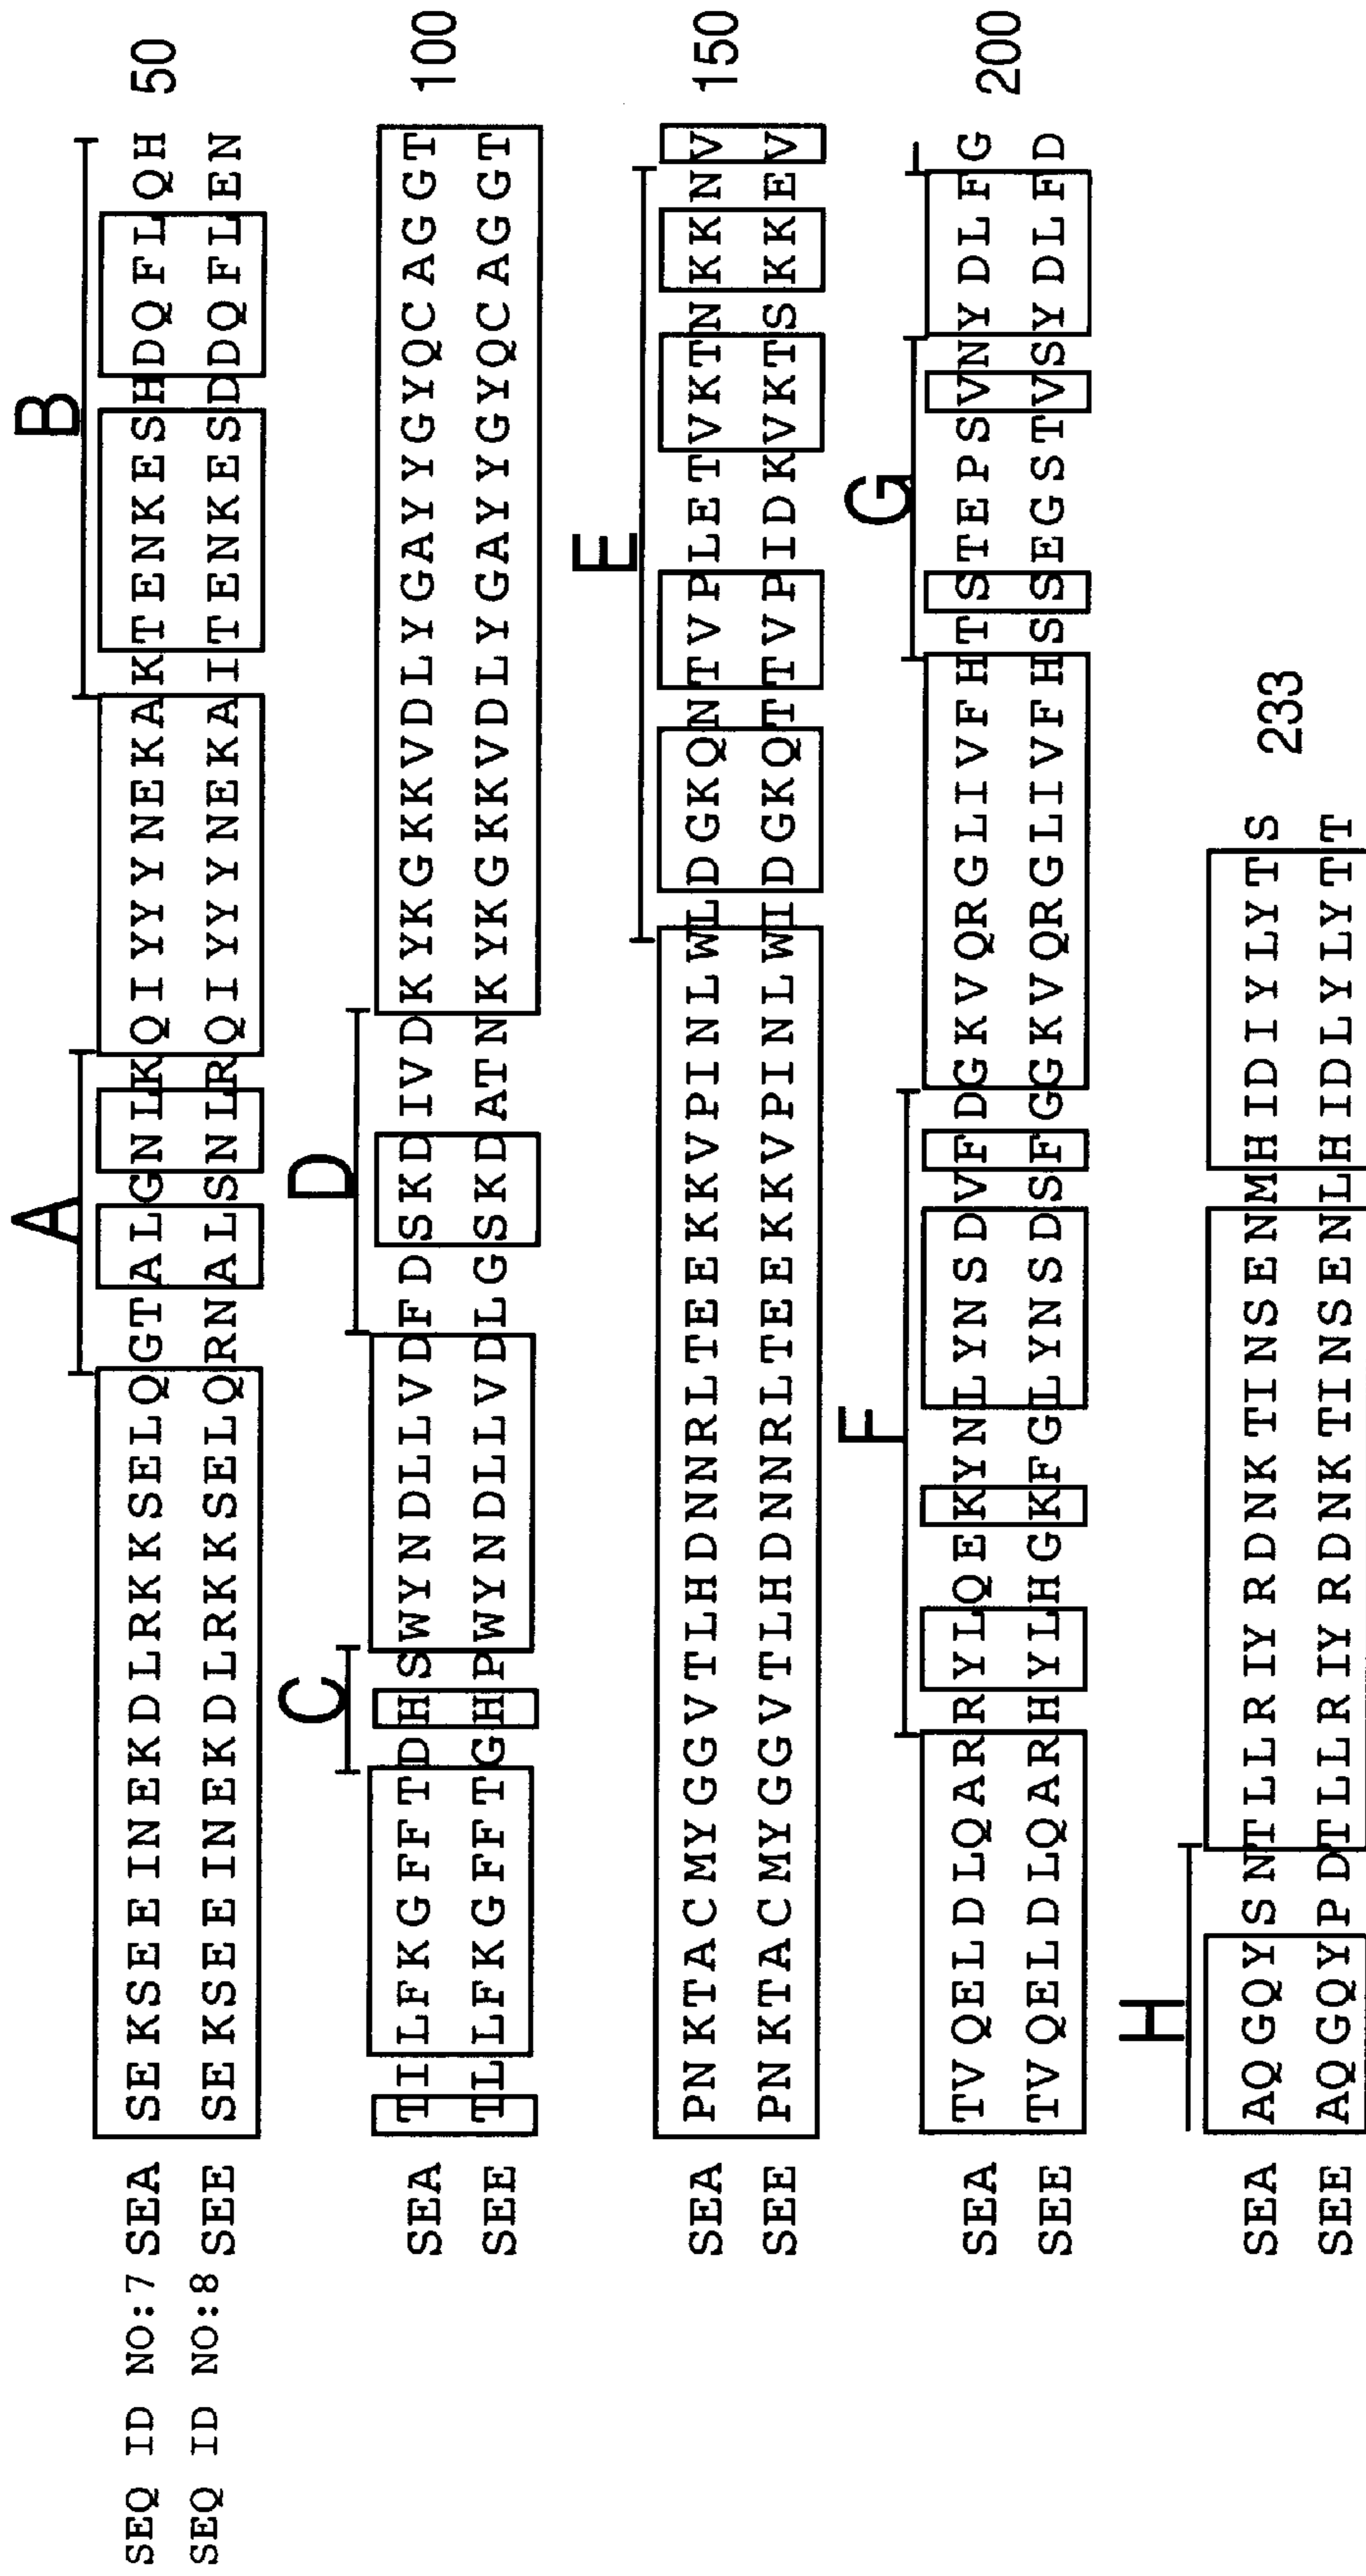 A B
SEQ ID NO:7 SEA SEKSEEINEKDLRKKSELQGTALGNLKQIYYYNEKAKTENKESHDQFLQH 50
SEQ ID NO:8 SEE SEKSEEINEKDLRKKSELQRNALSNLRQIYYYNEKAITENKESDDQFLEN
C D
SEA TILFKGFFTDHSWYNDLLVDFDSKDIVDKYKGKKVDLYGAYYGYQCAGGT 100
SEE TLLFKGFFTGHPWYNDLLVDLGSKDATNKYKGKKVDLYGAYYGYQCAGGT
E
SEA PNKTACMYGGVTLHDNNRLTEEKKVPINLWLDGKQNTVPLETVKTNKKNV 150
SEE PNKTACMYGGVTLHDNNRLTEEKKVPINLWIDGKQTTVPIDKVKTSKKEV
F G
SEA TVQELDLQARRYLQEKYNLYNSDVFDGKVQRGLIVFHTSTEPSVNYDLFG 200
SEE TVQELDLQARHYLHGKFGLYNSDSFGGKVQRGLIVFHSSEGSTVSYDLFD
H
SEA AQGQYSNTLLRIYRDNKTINSENMHIDIYLYTS 233
SEE AQGQYPDTLLRIYRDNKTINSENLHIDLYLYTT